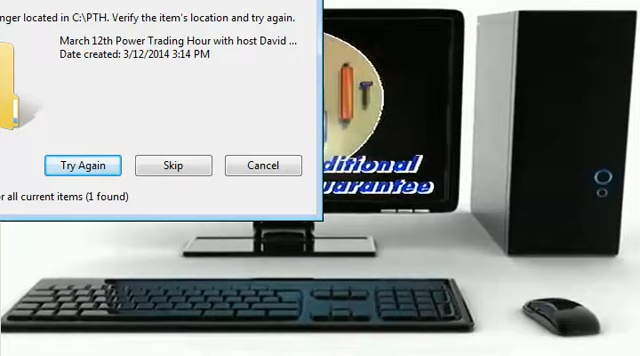 nger located in C:\PTH. Verify the item's location and try again.
March 12th Power Trading Hour with host David ...
Date created: 3/12/2014 3:14 PM
Try Again
Skip
Cancel
or all current items (1 found)
ditional
uarantee